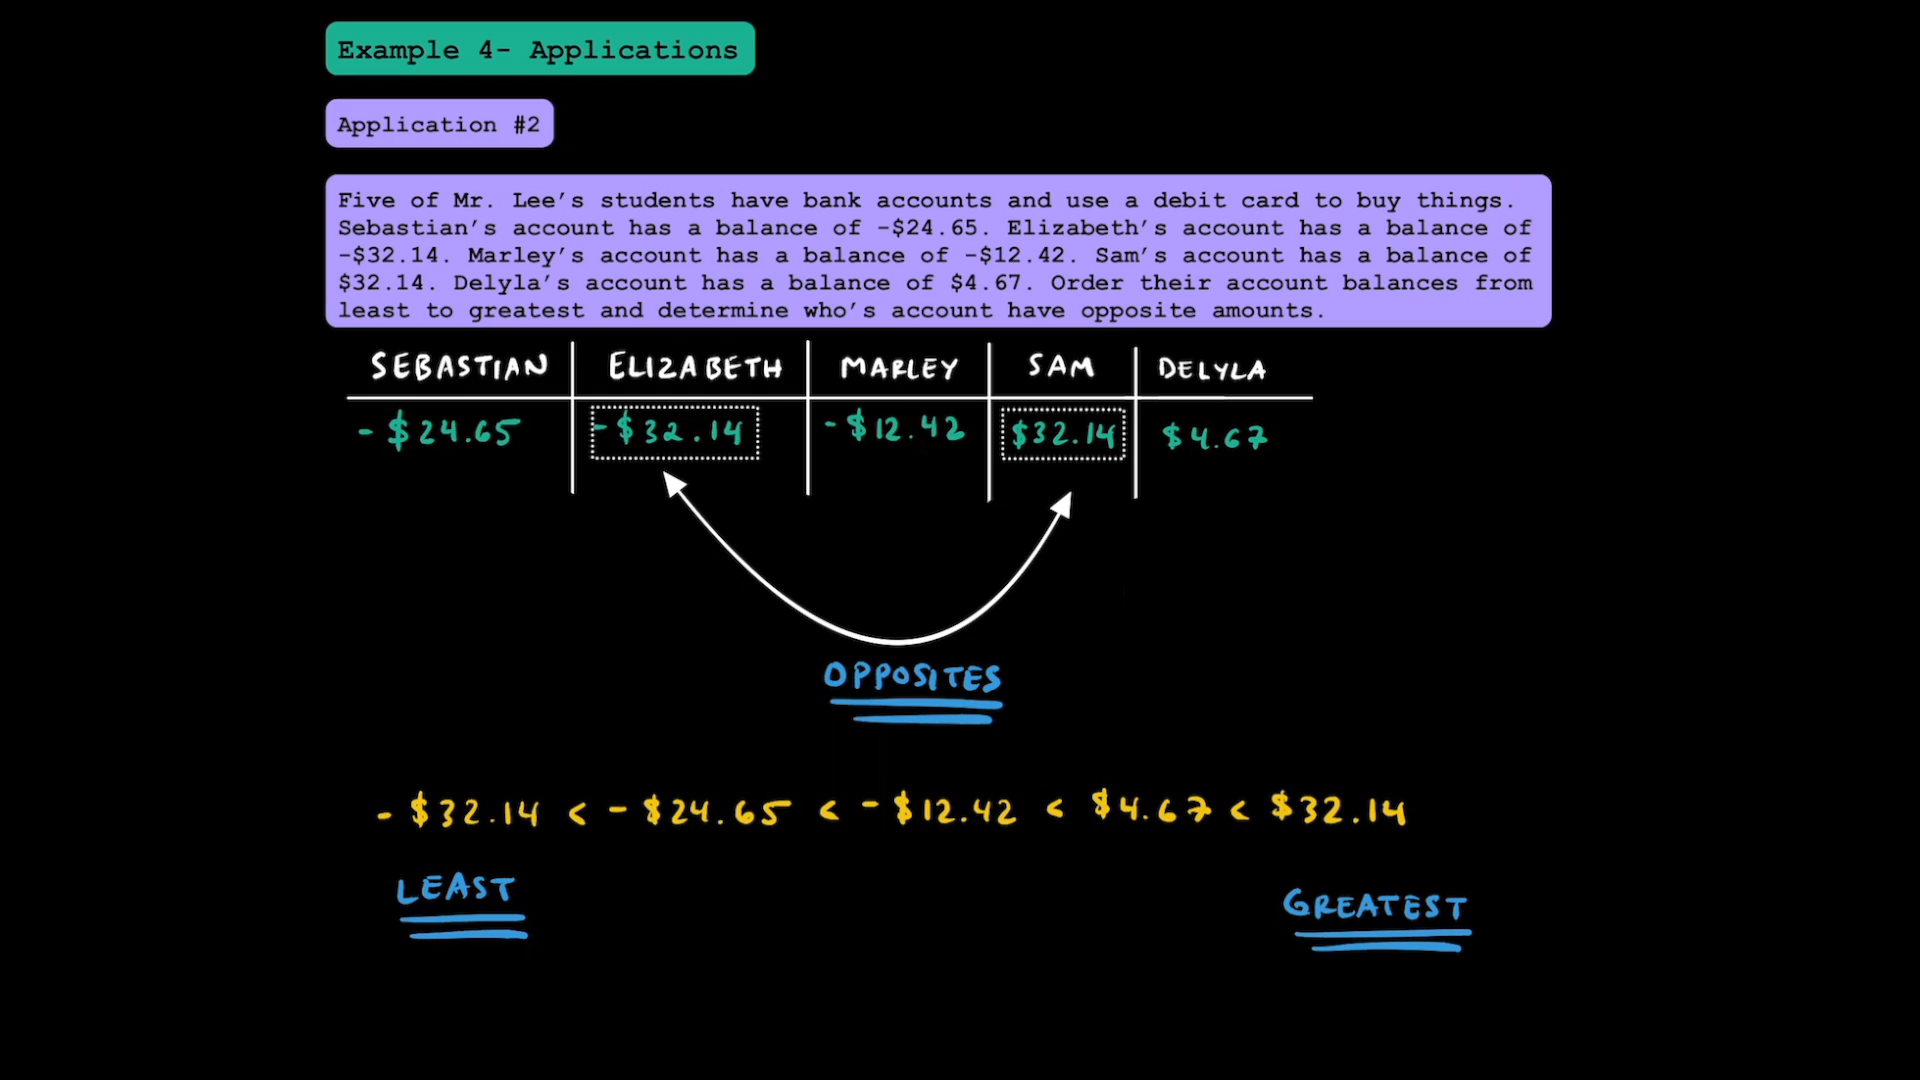 Example 4- Applications
Application #2
Five of Mr. Lee's students have bank accounts and use a debit card to buy things.
Sebastian's account has a balance of -$24.65. Elizabeth's account has a balance of
-$32.14. Marley's account has a balance of -$12.42. Sam's account has a balance of
$32.14. Delyla's account has a balance of $4.67. Order their account balances from
least to greatest and determine who's account have opposite amounts.
SEBASTIAN ELIZABETH MARLEY SAM DELYLA
- $24.65 - $32.14 - $12.42 $32.14 $4.67
OPPOSITES
- $32.14 < - $24.65 < - $12.42 < $4.67 < $32.14
LEAST GREATEST